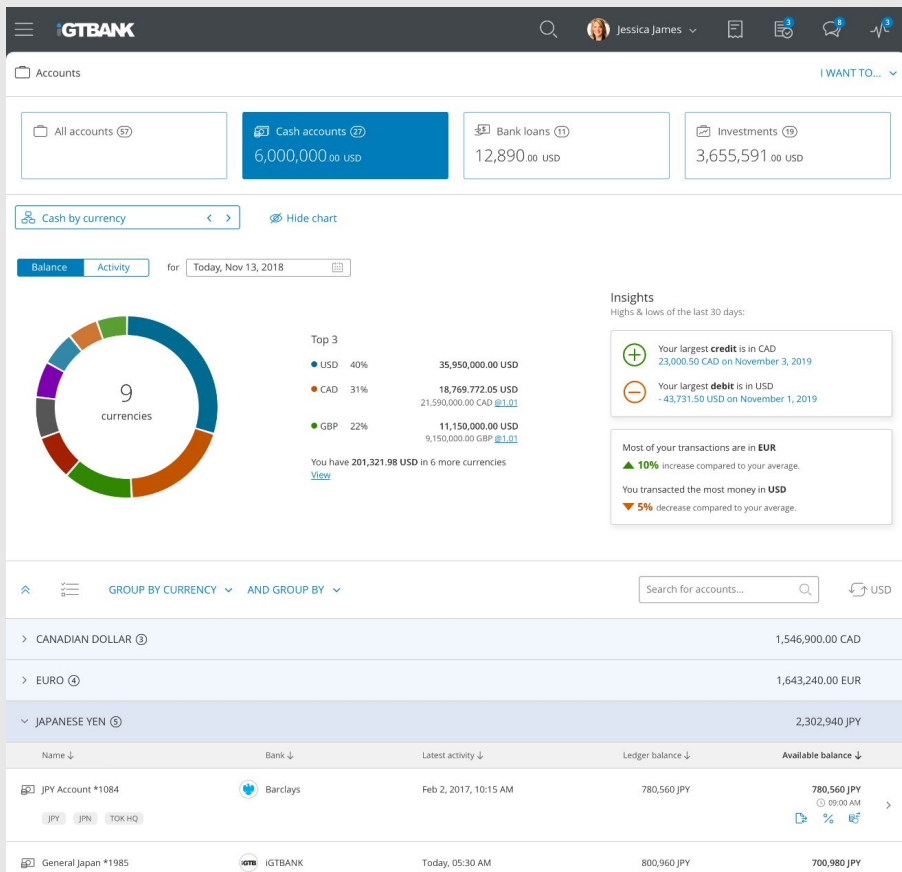 iGTBANK
Jessica James
3
8
3
Accounts
I WANT TO...
All accounts 57
Cash accounts 27
6,000,000.00 USD
Bank loans 11
12,890.00 USD
Investments 19
3,655,591.00 USD
Cash by currency
Hide chart
Balance Activity for Today, Nov 13, 2018
9
currencies
Top 3
USD 40% 35,950,000.00 USD
CAD 31% 18,769.772.05 USD
21,590,000.00 CAD @1.01
GBP 22% 11,150,000.00 USD
9,150,000.00 GBP @1.01
You have 201,321.98 USD in 6 more currencies
View
Insights
Highs & lows of the last 30 days:
Your largest credit is in CAD
23,000.50 CAD on November 3, 2019
Your largest debit is in USD
- 43,731.50 USD on November 1, 2019
Most of your transactions are in EUR
10% increase compared to your average.
You transacted the most money in USD
5% decrease compared to your average.
GROUP BY CURRENCY AND GROUP BY Search for accounts... USD
CANADIAN DOLLAR 3 1,546,900.00 CAD
EURO 4 1,643,240.00 EUR
JAPANESE YEN 5 2,302,940 JPY
Name ↓ Bank ↓ Latest activity ↓ Ledger balance ↓ Available balance ↓
JPY Account *1084 Barclays Feb 2, 2017, 10:15 AM 780,560 JPY 780,560 JPY
09:00 AM
JPY JPN TOK HQ
General Japan *1985 iGTB iGTBANK Today, 05:30 AM 800,960 JPY 700,980 JPY